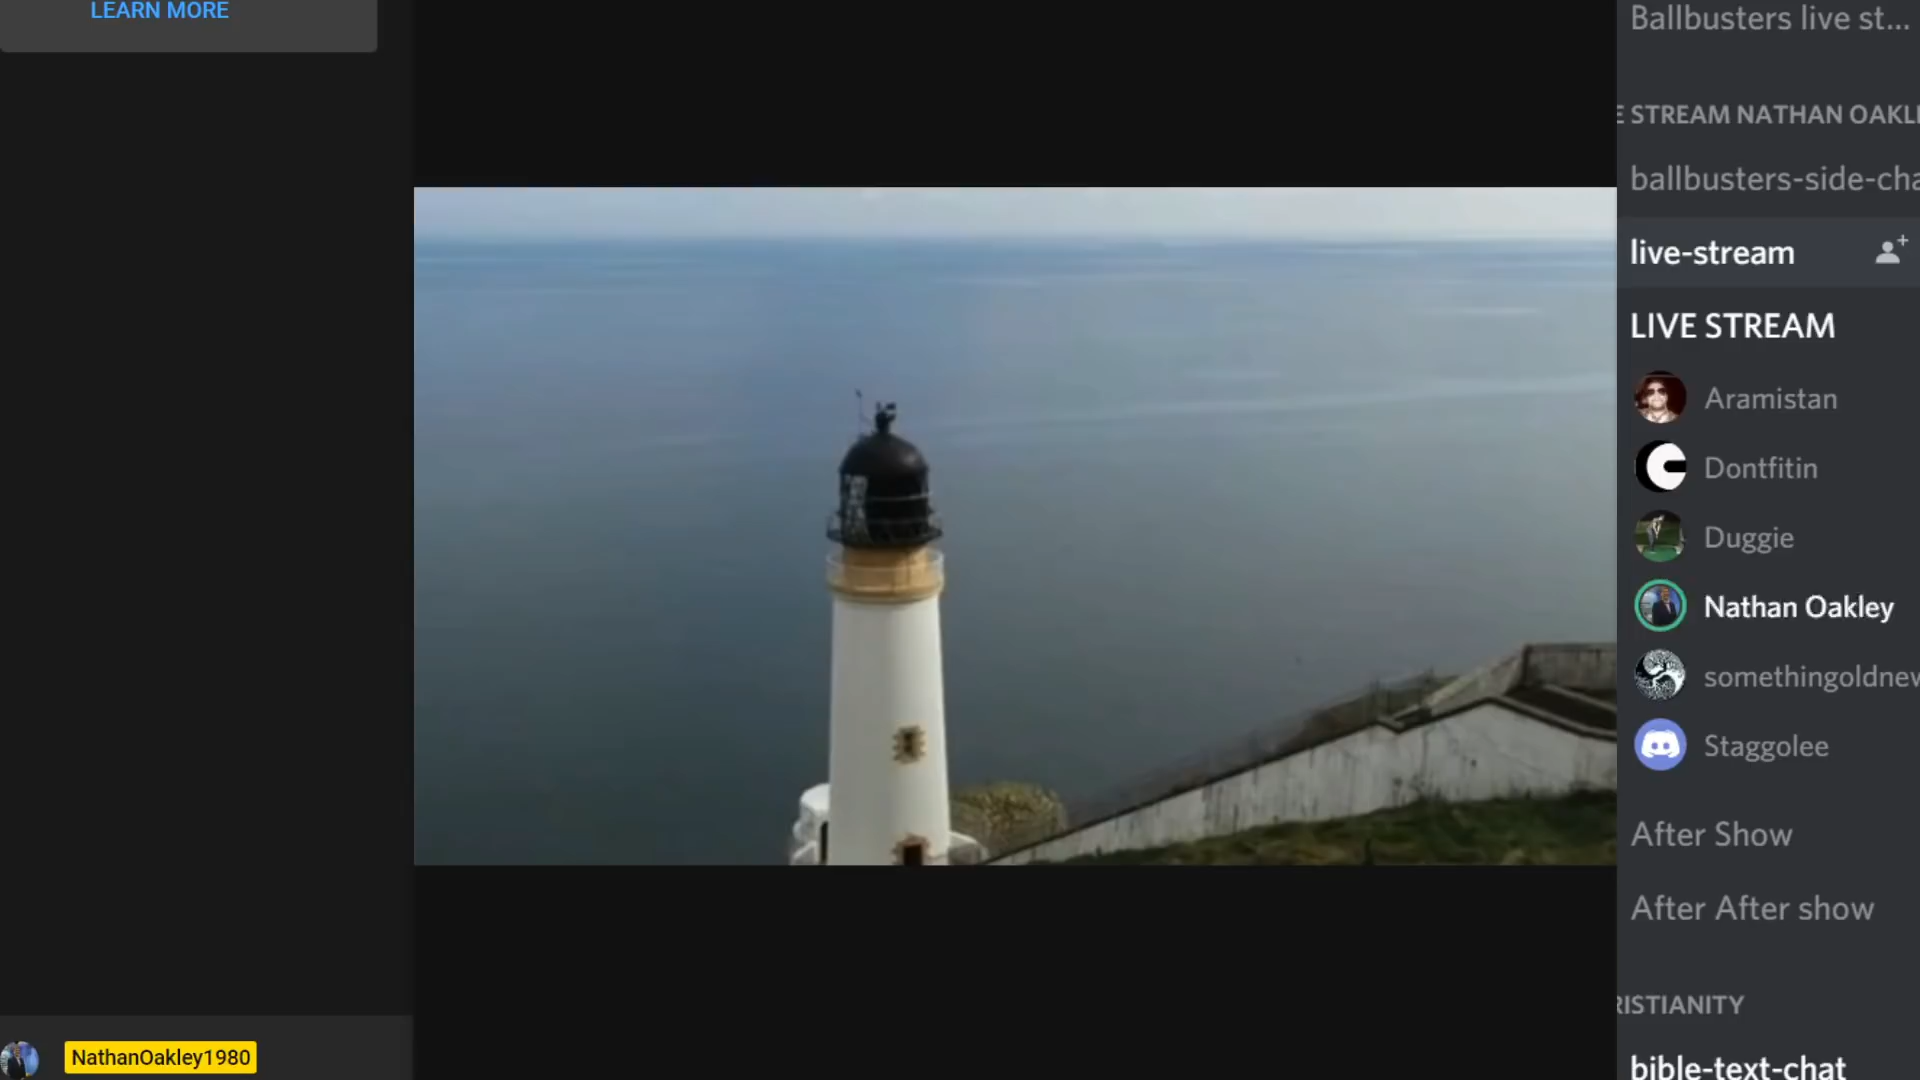 LEARN MORE
NathanOakley1980
Ballbusters live st...
E STREAM NATHAN OAKL
ballbusters-side-cha
live-stream
LIVE STREAM
Aramistan
Dontfitin
Duggie
Nathan Oakley
somethingoldnew
Staggolee
After Show
After After show
RISTIANITY
bible-text-chat